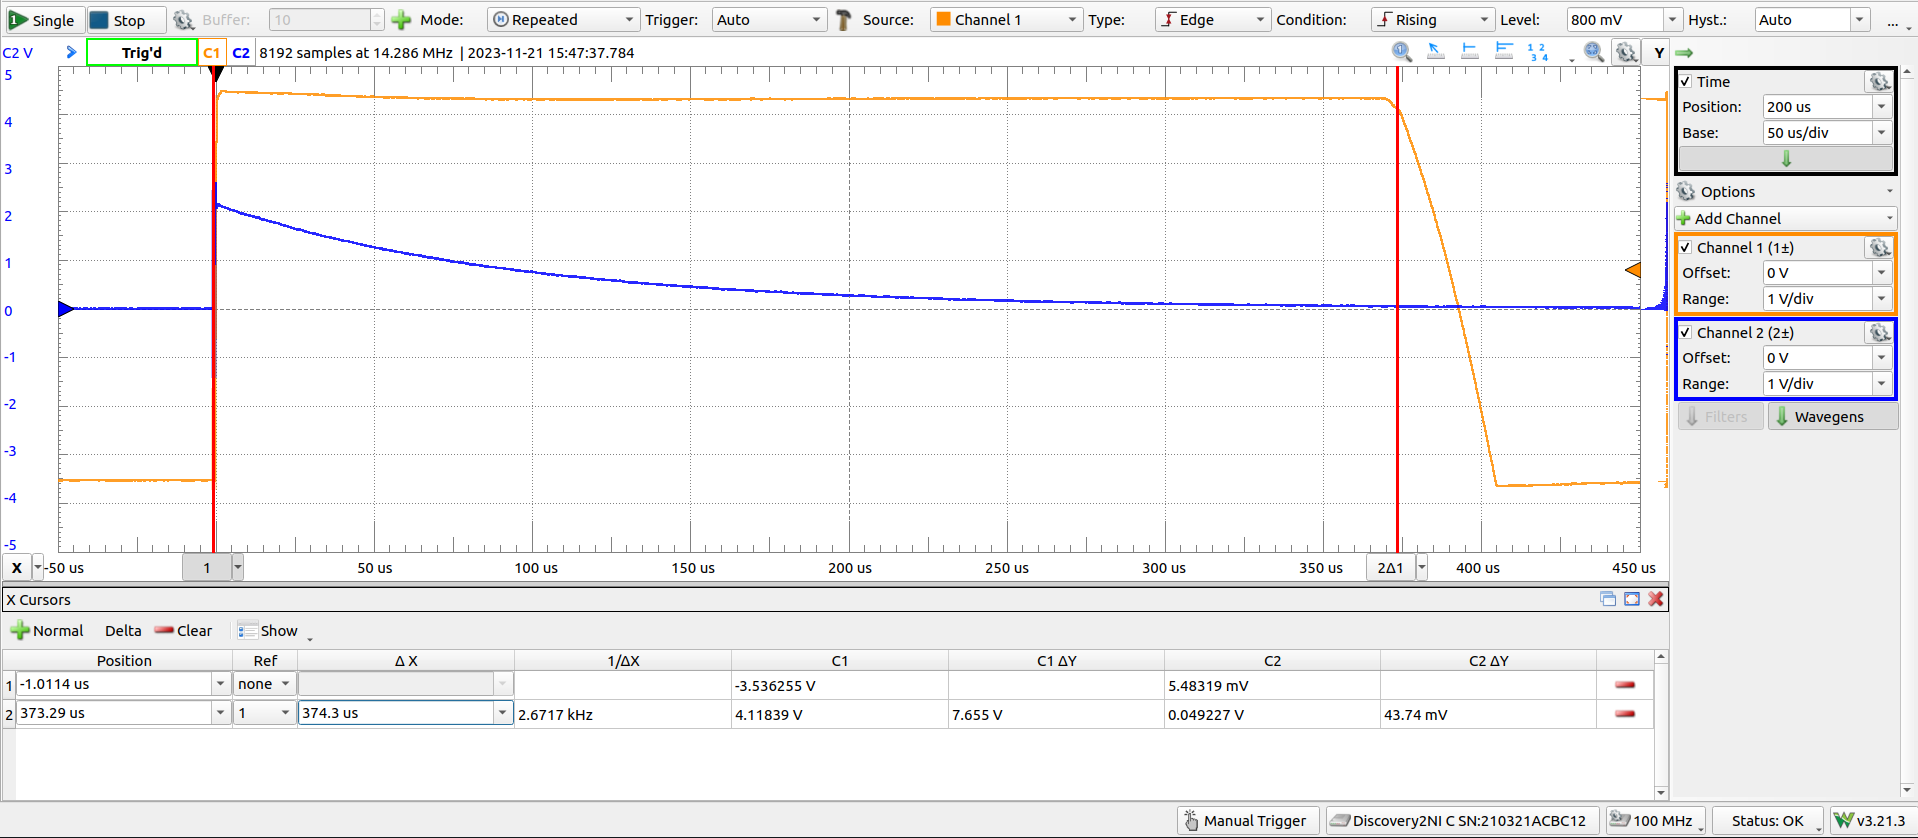 Single Stop Buffer: 10 Mode: Repeated Trigger: Auto Source: Channel 1 Type: Edge Condition: Rising Level: 800 mV Hyst.: Auto ...
C2 V Trig'd C1 C2 8192 samples at 14.286 MHz | 2023-11-21 15:47:37.784 1 2 3 4 Y
5
4
3
2
1
0
-1
-2
-3
-4
-5
X -50 us 1 50 us 100 us 150 us 200 us 250 us 300 us 350 us 2Δ1 400 us 450 us
Time
Position: 200 us
Base: 50 us/div
Options
Add Channel
Channel 1 (1±)
Offset: 0 V
Range: 1 V/div
Channel 2 (2±)
Offset: 0 V
Range: 1 V/div
Filters Wavegens
X Cursors
Normal Delta Clear Show
Position Ref Δ X 1/ΔX C1 C1 ΔY C2 C2 ΔY
1 -1.0114 us none -3.536255 V 5.48319 mV
2 373.29 us 1 374.3 us 2.6717 kHz 4.11839 V 7.655 V 0.049227 V 43.74 mV
Manual Trigger Discovery2NI C SN:210321ACBC12 100 MHz Status: OK W v3.21.3